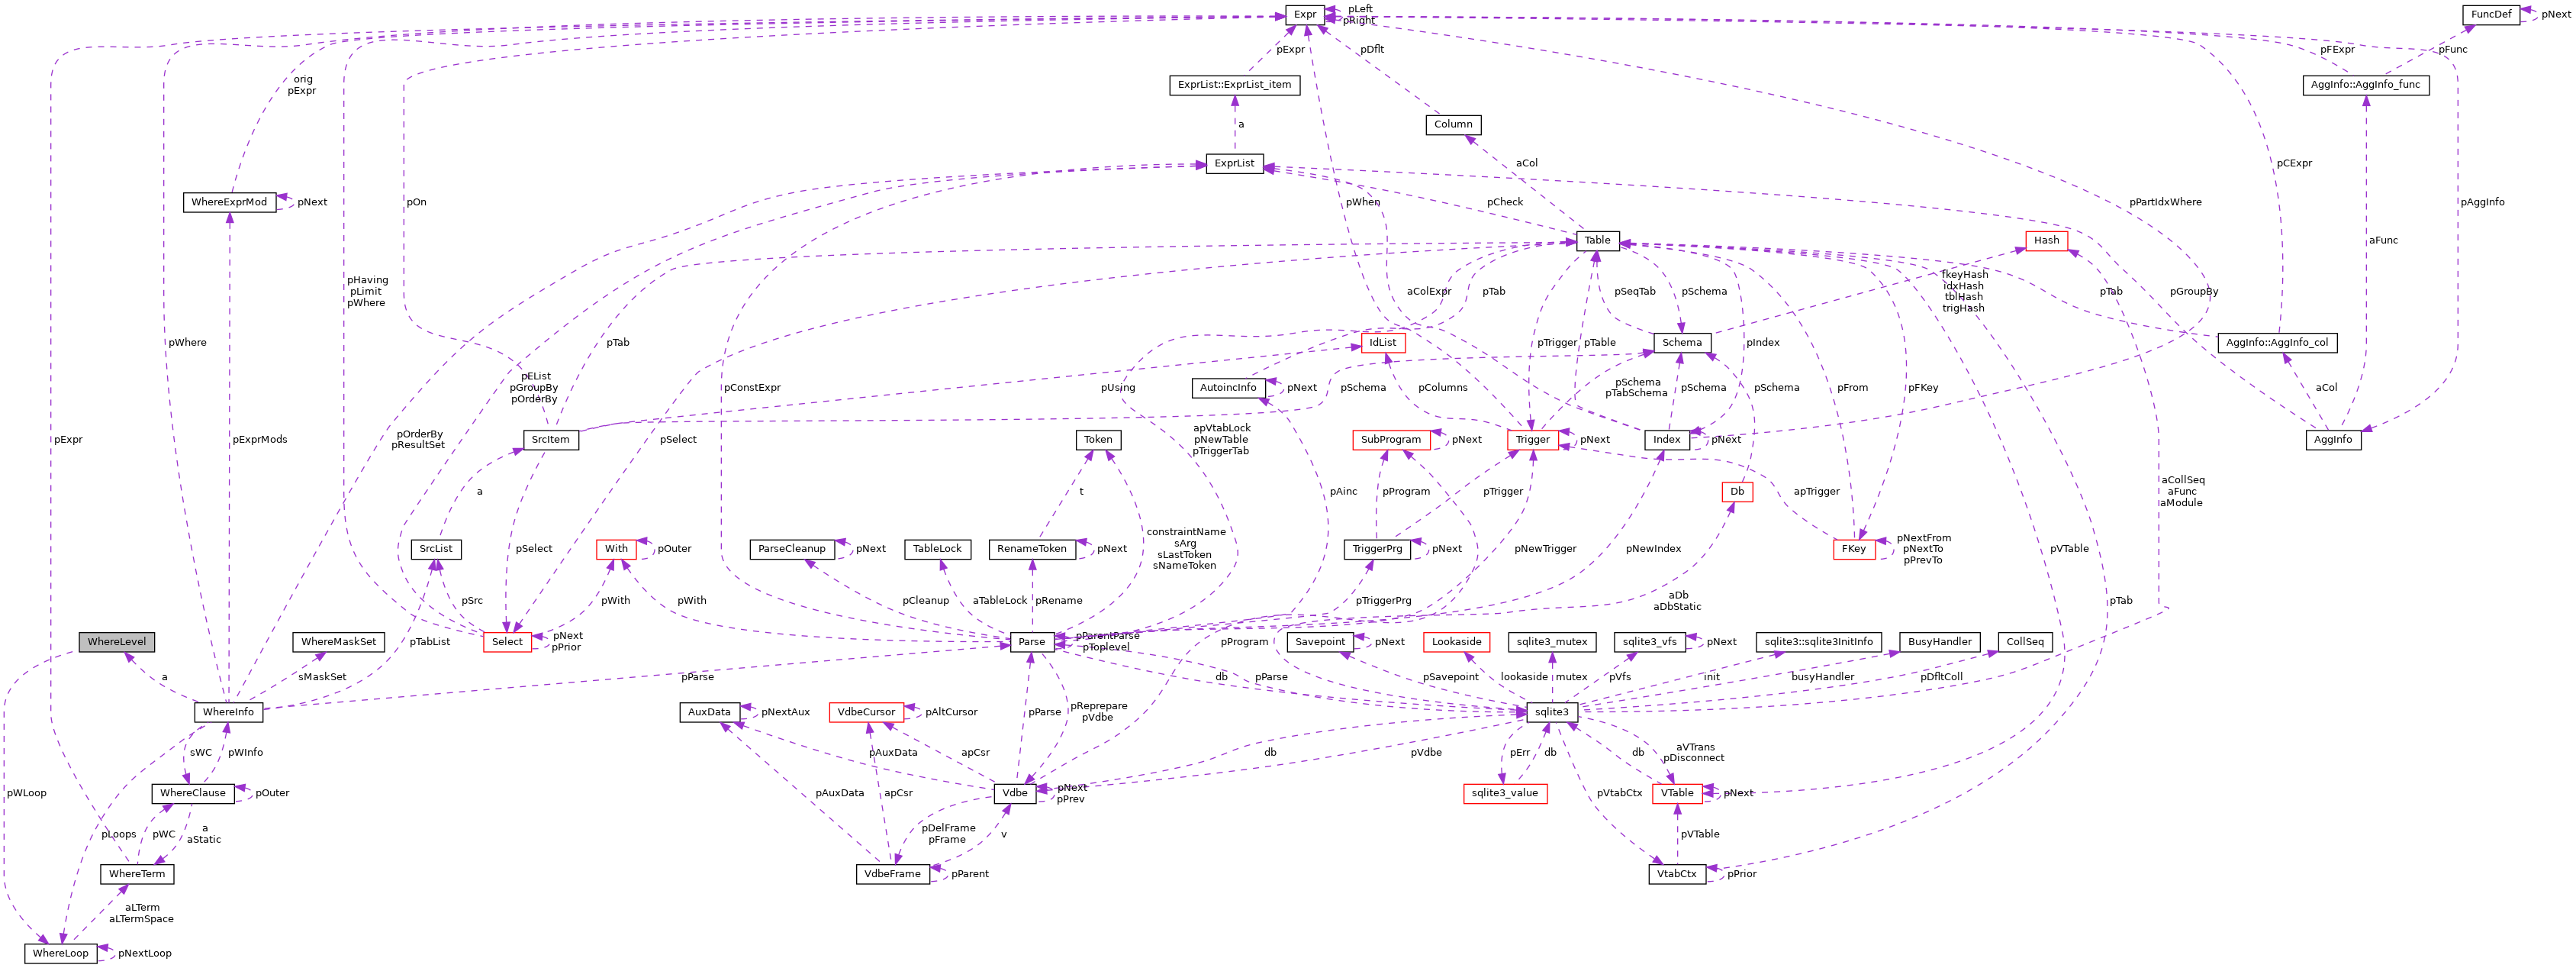 Expr
pLeft
pRight
FuncDef
pNext
pExpr
pDflt
pFExpr
pFunc
orig
pExpr
ExprList::ExprList_item
AggInfo::AggInfo_func
a
Column
aCol
ExprList
pCExpr
WhereExprMod
pNext
pOn
pWhen
pCheck
pPartIdxWhere
pAggInfo
Table
Hash
aFunc
pHaving
pLimit
pWhere
aColExpr
pTab
pSeqTab
pSchema
fkeyHash
idxHash
tblHash
trigHash
pTab
pGroupBy
pWhere
pTab
IdList
pTrigger
pTable
Schema
pIndex
AggInfo::AggInfo_col
pEList
pGroupBy
pOrderBy
pConstExpr
pUsing
AutoincInfo
pNext
pSchema
pColumns
pSchema
pTabSchema
pSchema
pSchema
pFrom
pFKey
aCol
pExpr
pExprMods
pOrderBy
pResultSet
SrcItem
pSelect
Token
apVtabLock
pNewTable
pTriggerTab
SubProgram
pNext
Trigger
pNext
Index
pNext
AggInfo
a
t
pAinc
pProgram
pTrigger
Db
apTrigger
aCollSeq
aFunc
aModule
SrcList
pSelect
With
pOuter
ParseCleanup
pNext
TableLock
RenameToken
pNext
constraintName
sArg
sLastToken
sNameToken
TriggerPrg
pNext
pNewTrigger
pNewIndex
FKey
pNextFrom
pNextTo
pPrevTo
pVTable
pSrc
pWith
pWith
pCleanup
aTableLock
pRename
pTriggerPrg
aDb
aDbStatic
pTab
WhereLevel
WhereMaskSet
pTabList
Select
pNext
pPrior
Parse
pParentParse
pToplevel
pProgram
Savepoint
pNext
Lookaside
sqlite3_mutex
sqlite3_vfs
pNext
sqlite3::sqlite3InitInfo
BusyHandler
CollSeq
a
sMaskSet
pParse
db
pParse
pSavepoint
lookaside
mutex
pVfs
init
busyHandler
pDfltColl
WhereInfo
AuxData
pNextAux
VdbeCursor
pAltCursor
pParse
pReprepare
pVdbe
sqlite3
sWC
pWInfo
pAuxData
apCsr
db
pVdbe
pErr
db
db
aVTrans
pDisconnect
pWLoop
WhereClause
pOuter
pAuxData
apCsr
Vdbe
pNext
pPrev
sqlite3_value
pVtabCtx
VTable
pNext
pLoops
pWC
a
aStatic
pDelFrame
pFrame
v
pVTable
WhereTerm
VdbeFrame
pParent
VtabCtx
pPrior
aLTerm
aLTermSpace
WhereLoop
pNextLoop